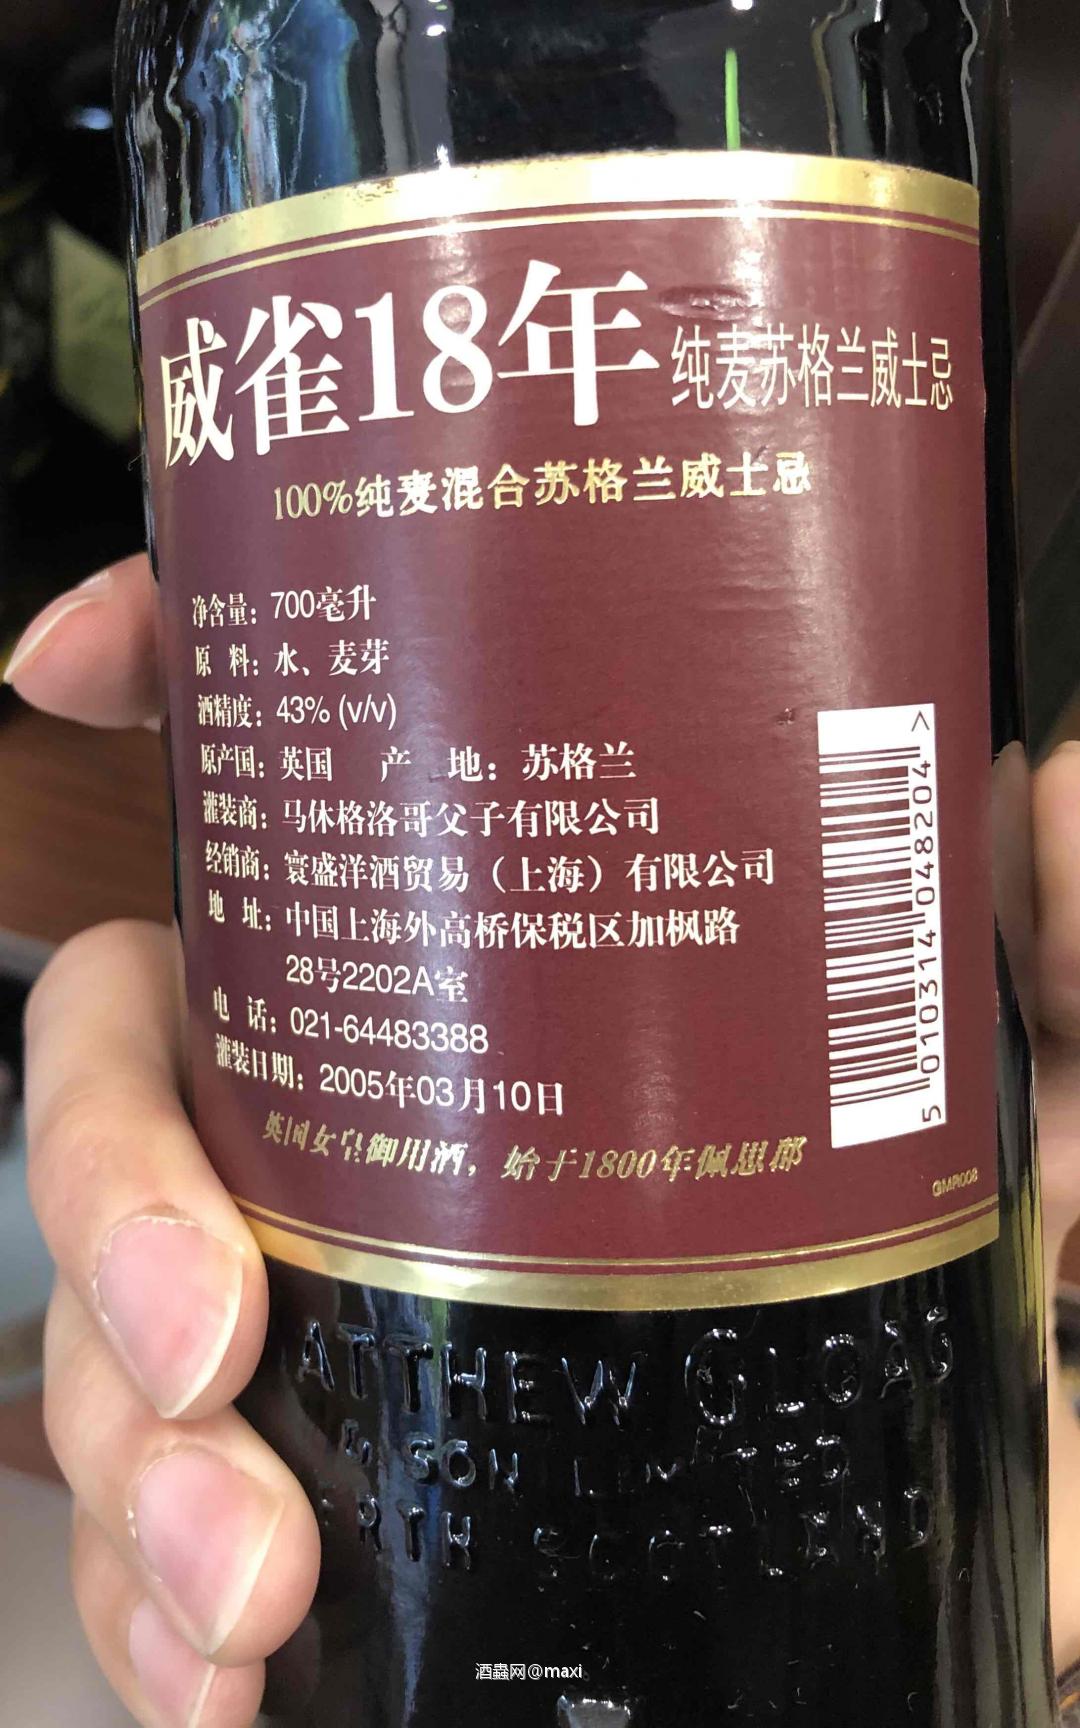 威雀18年 纯麦苏格兰威士忌
100%纯麦混合苏格兰威士忌
净含量：700毫升
原 料：水、麦芽
酒精度：43% (v/v)
原产国：英国 产 地：苏格兰
灌装商：马休格洛哥父子有限公司
经销商：寰盛洋酒贸易（上海）有限公司
地 址：中国上海外高桥保税区加枫路
28号2202A室
电 话：021-64483388
灌装日期：2005年03月10日
英国女皇御用酒，始于1800年佩思郡
5 010314 048204 >
GMPI008
MATTHEW GLOAG
& SON LIMITED
PERTH SCOTLAND
酒蟲网@maxi